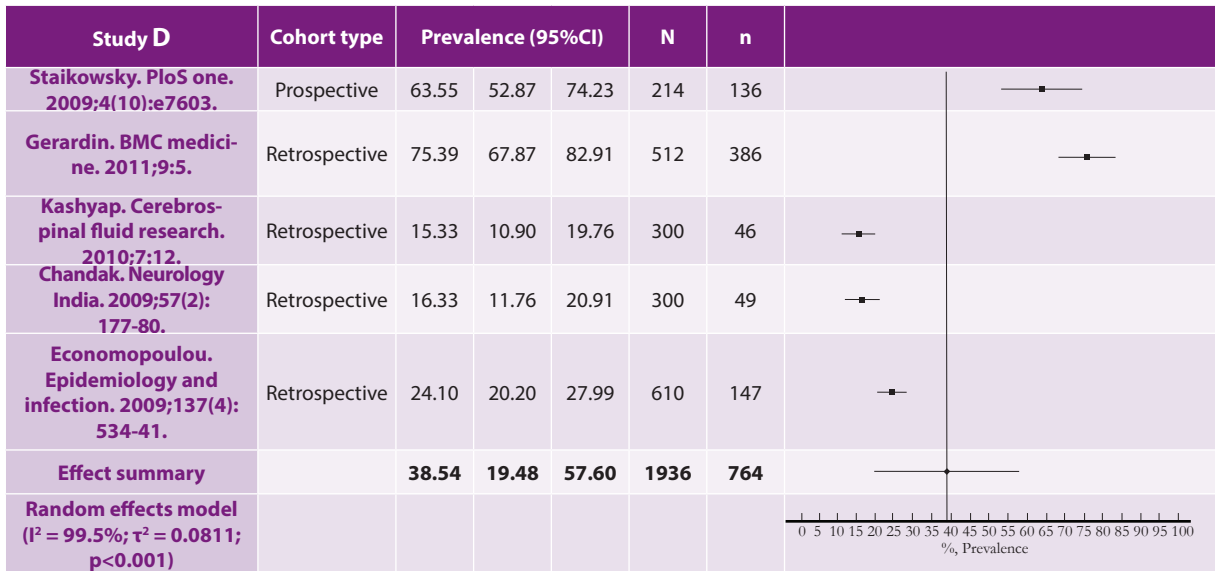 Study D Cohort type Prevalence (95%CI) N n
Staikowsky. PloS one.
2009;4(10):e7603.
Prospective 63.55 52.87 74.23 214 136
Gerardin. BMC medici-
ne. 2011;9:5.
Retrospective 75.39 67.87 82.91 512 386
Kashyap. Cerebros-
pinal fluid research.
2010;7:12.
Retrospective 15.33 10.90 19.76 300 46
Chandak. Neurology
India. 2009;57(2):
177-80.
Retrospective 16.33 11.76 20.91 300 49
Economopoulou.
Epidemiology and
infection. 2009;137(4):
534-41.
Retrospective 24.10 20.20 27.99 610 147
Effect summary 38.54 19.48 57.60 1936 764
Random effects model
(I² = 99.5%; τ² = 0.0811;
p<0.001)
0 5 10 15 20 25 30 35 40 45 50 55 60 65 70 75 80 85 90 95 100
%, Prevalence